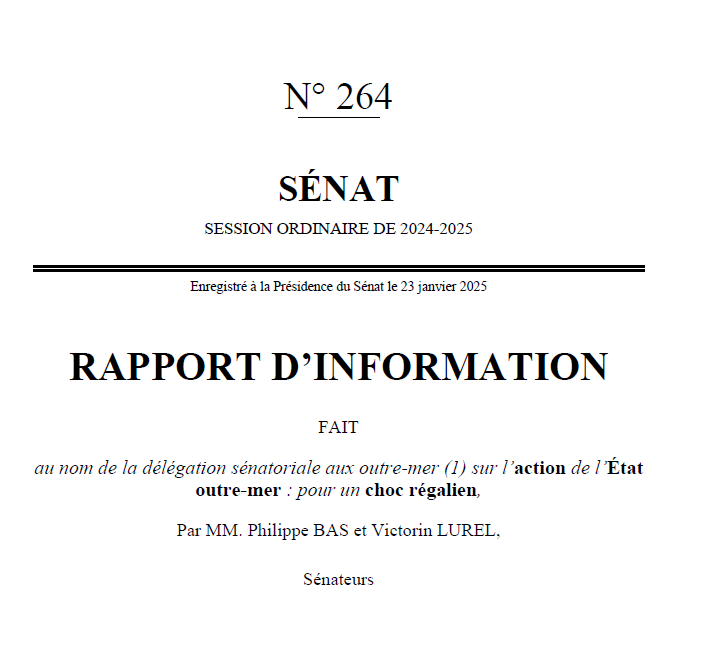 N° 264
SÉNAT
SESSION ORDINAIRE DE 2024-2025
Enregistré à la Présidence du Sénat le 23 janvier 2025
RAPPORT D’INFORMATION
FAIT
au nom de la délégation sénatoriale aux outre-mer (1) sur l’action de l’État
outre-mer : pour un choc régalien,
Par MM. Philippe BAS et Victorin LUREL,
Sénateurs